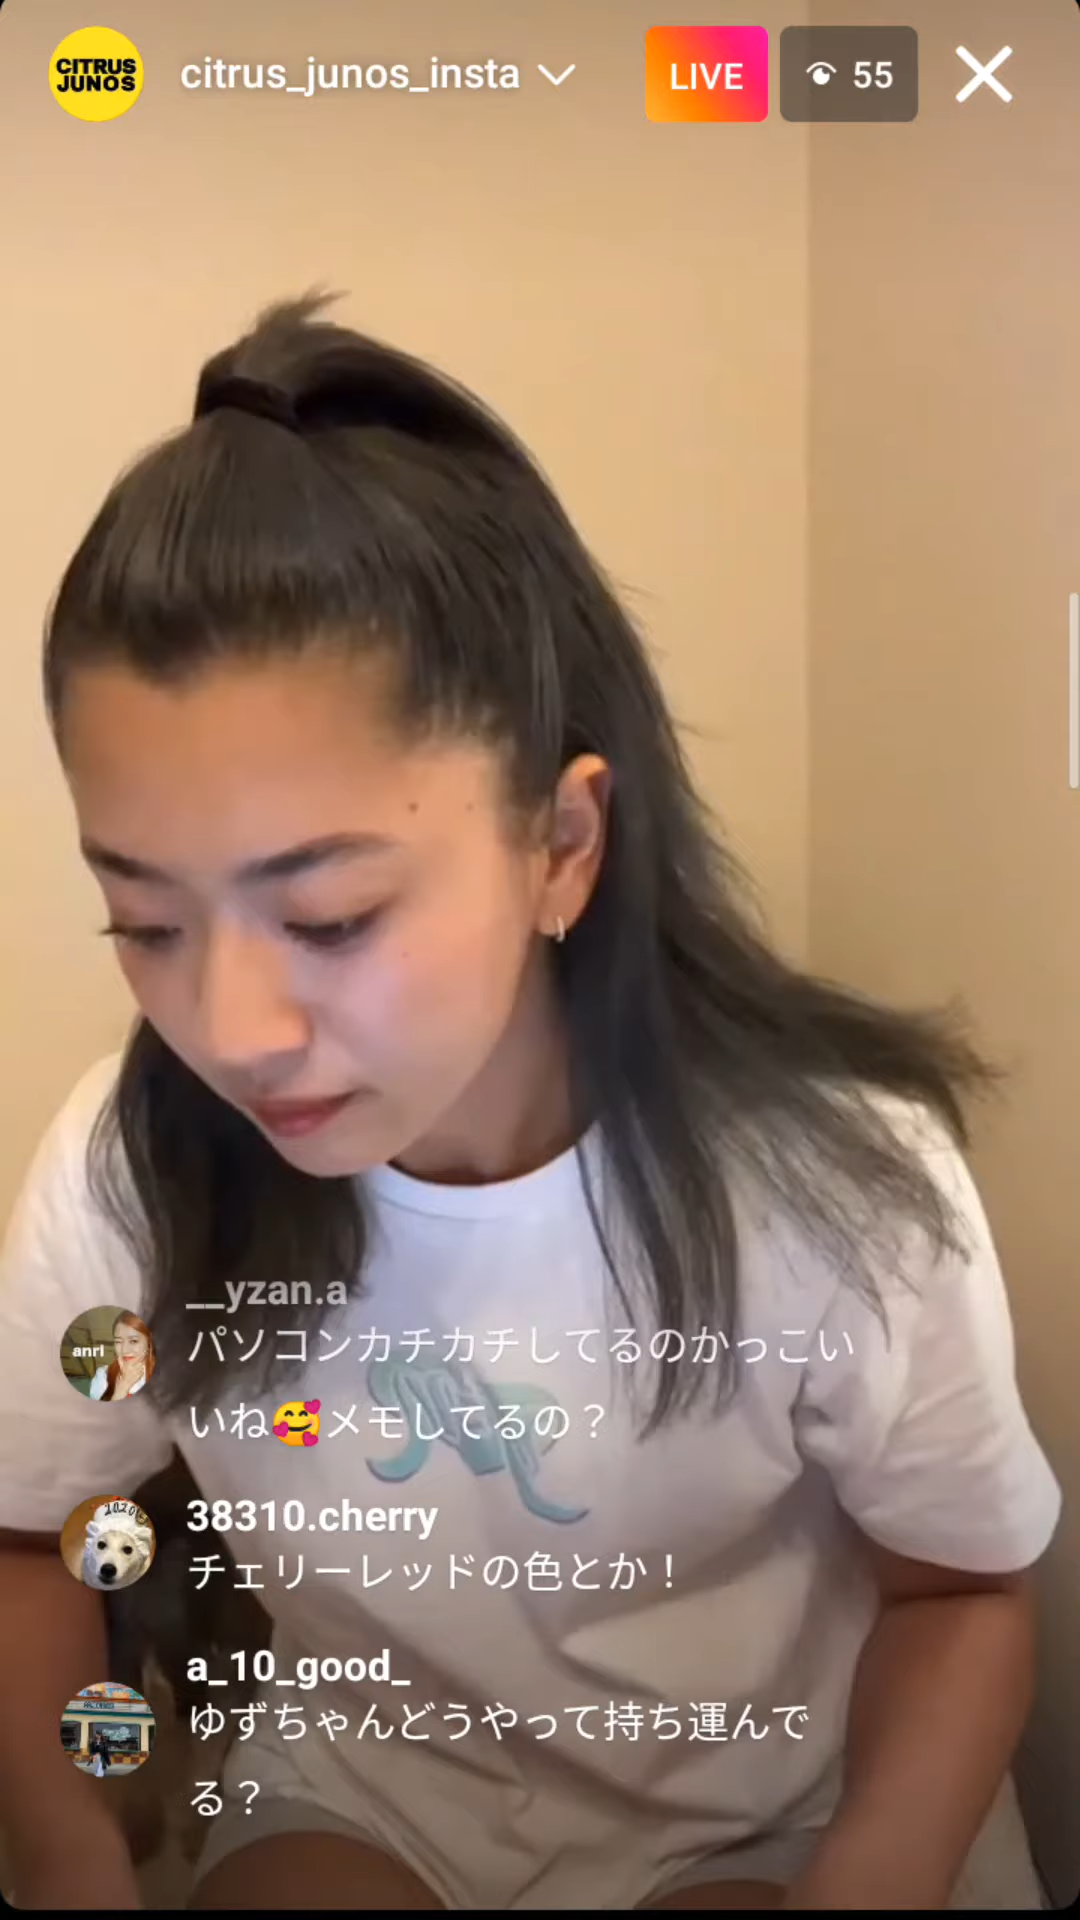 CITRUS
JUNOS
citrus_junos_insta
LIVE
55
__yzan.a
パソコンカチカチしてるのかっこい
いね🥰メモしてるの？
anri
38310.cherry
チェリーレッドの色とか！
2020
a_10_good_
ゆずちゃんどうやって持ち運んで
る？